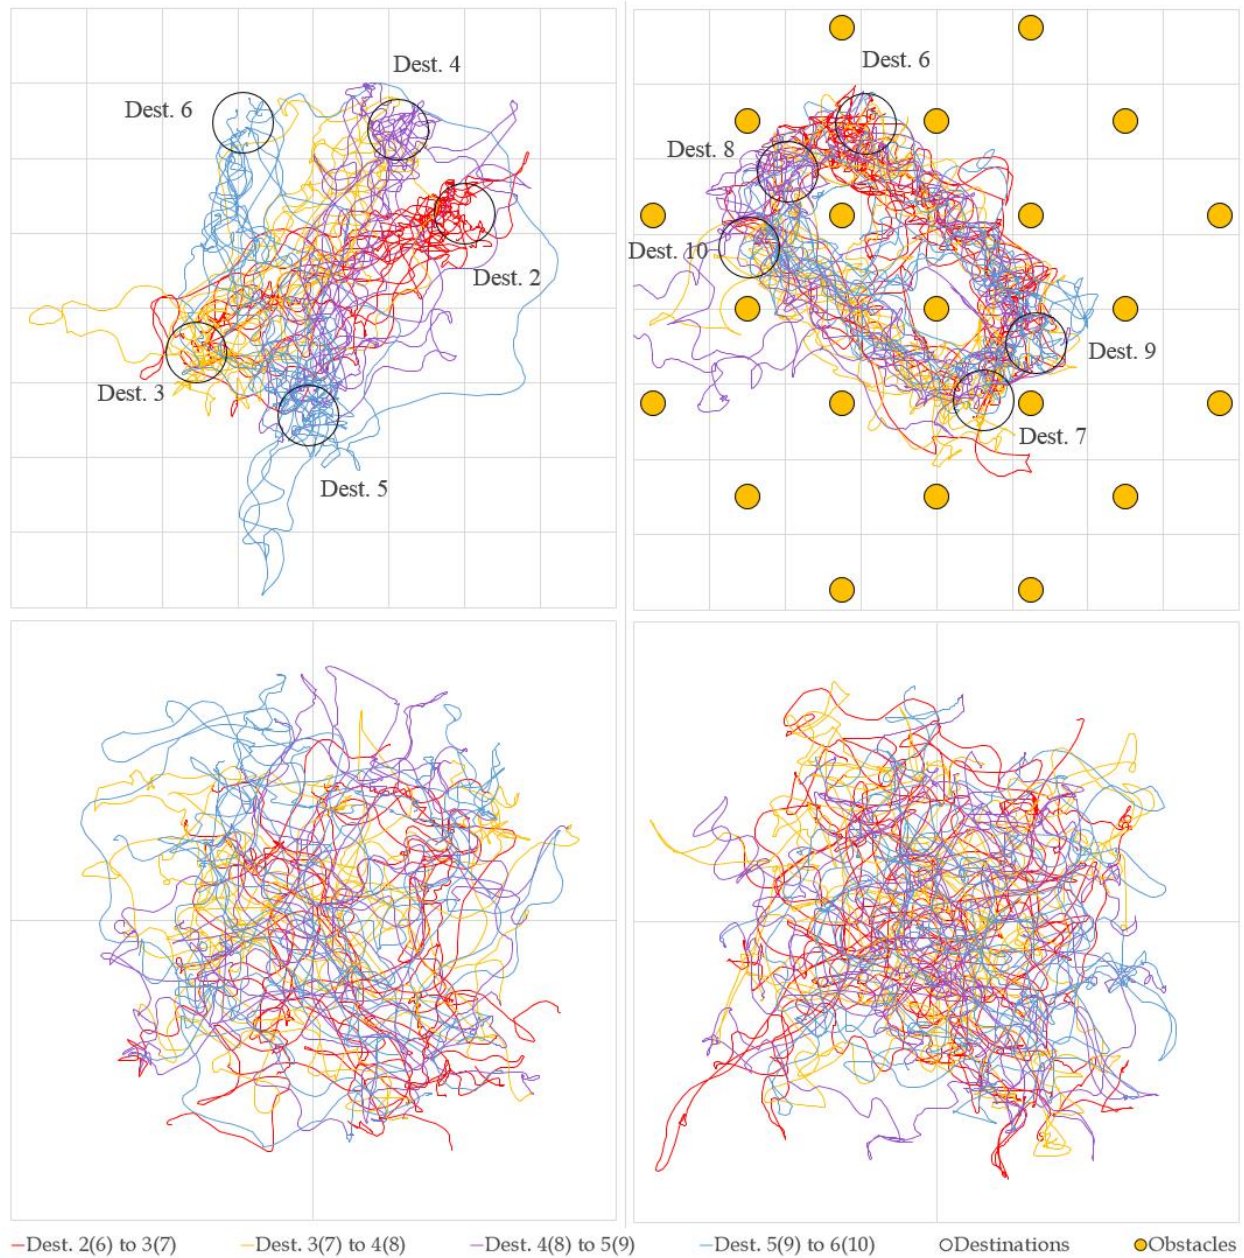 Dest. 4
Dest. 6
Dest. 2
Dest. 3
Dest. 5
Dest. 6
Dest. 8
Dest. 10
Dest. 9
Dest. 7
Dest. 2(6) to 3(7) Dest. 3(7) to 4(8) Dest. 4(8) to 5(9) Dest. 5(9) to 6(10) Destinations Obstacles